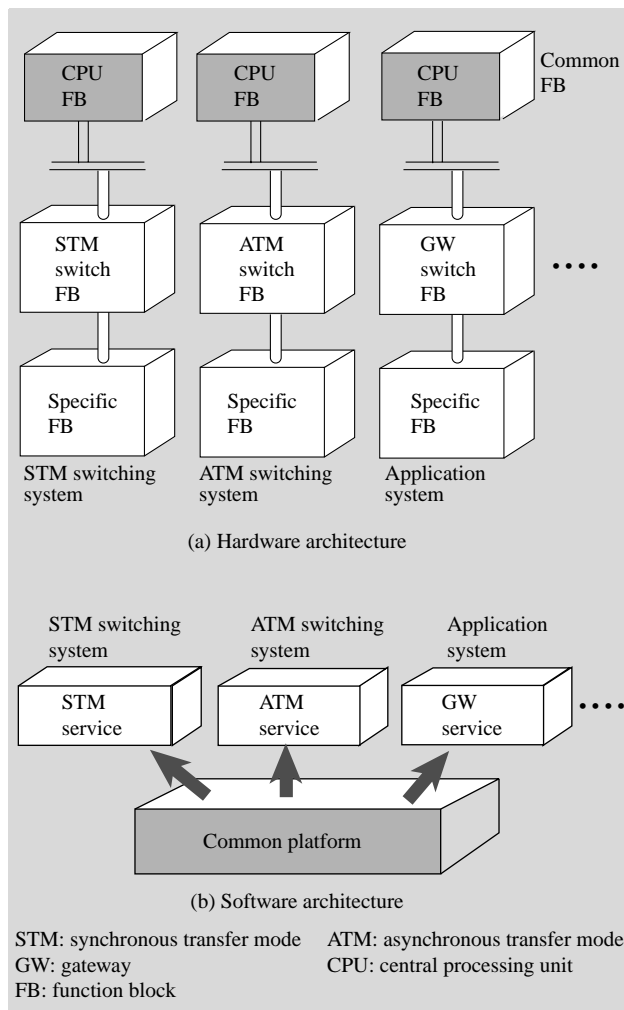 CPU
FB
CPU
FB
CPU
FB
Common
FB
STM
switch
FB
ATM
switch
FB
GW
switch
FB
Specific
FB
Specific
FB
Specific
FB
STM switching
system
ATM switching
system
Application
system
(a) Hardware architecture
STM switching
system
ATM switching
system
Application
system
STM
service
ATM
service
GW
service
Common platform
(b) Software architecture
STM: synchronous transfer mode
ATM: asynchronous transfer mode
GW: gateway
CPU: central processing unit
FB: function block